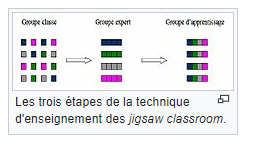 Groupe classe Groupe expert Groupe d'apprentissage
Les trois étapes de la technique
d'enseignement des jigsaw classroom.